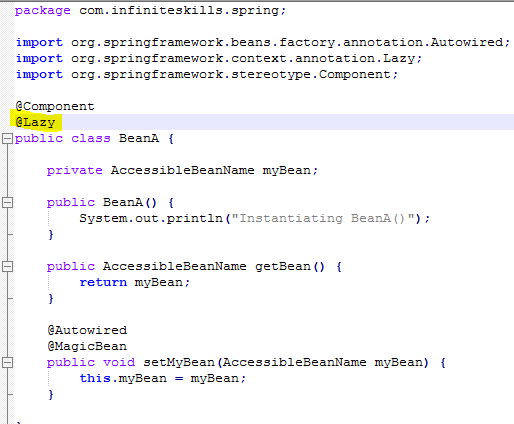 package com.infiniteskills.spring;
import org.springframework.beans.factory.annotation.Autowired;
import org.springframework.context.annotation.Lazy;
import org.springframework.stereotype.Component;
@Component
@Lazy
public class BeanA {
private AccessibleBeanName myBean;
public BeanA() {
System.out.println("Instantiating BeanA()");
}
public AccessibleBeanName getBean() {
return myBean;
}
@Autowired
@MagicBean
public void setMyBean(AccessibleBeanName myBean) {
this.myBean = myBean;
}